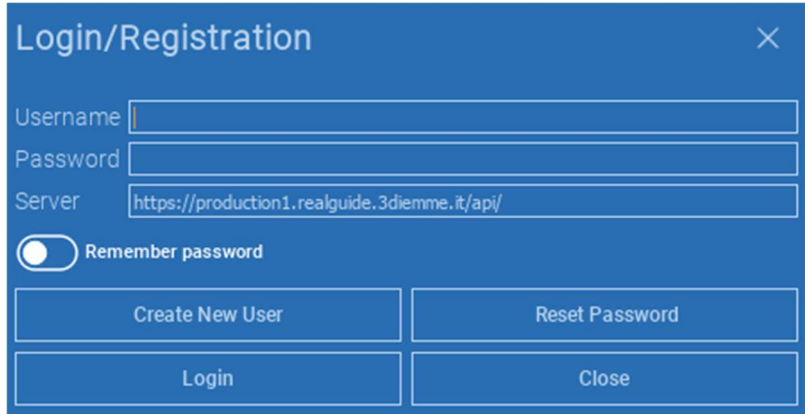 Login/Registration
Username
Password
Server https://production1.realguide.3diemme.it/api/
Remember password
Create New User Reset Password
Login Close